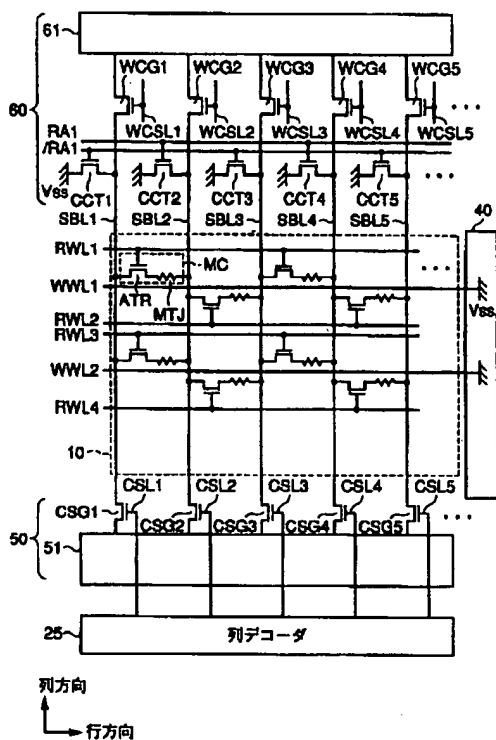 61
WCG1 WCG2 WCG3 WCG4 WCG5
60
WCSL1 WCSL2 WCSL3 WCSL4 WCSL5
RA1
/RA1
Vss
CCT1 CCT2 CCT3 CCT4 CCT5
SBL1 SBL2 SBL3 SBL4 SBL5
40
RWL1
MC
WWL1
ATR
MTJ
Vss
RWL2
RWL3
WWL2
RWL4
10
CSL1 CSL2 CSL3 CSL4 CSL5
CSG1 CSG2 CSG3 CSG4 CSG5
50
51
25
列デコーダ
列方向
行方向